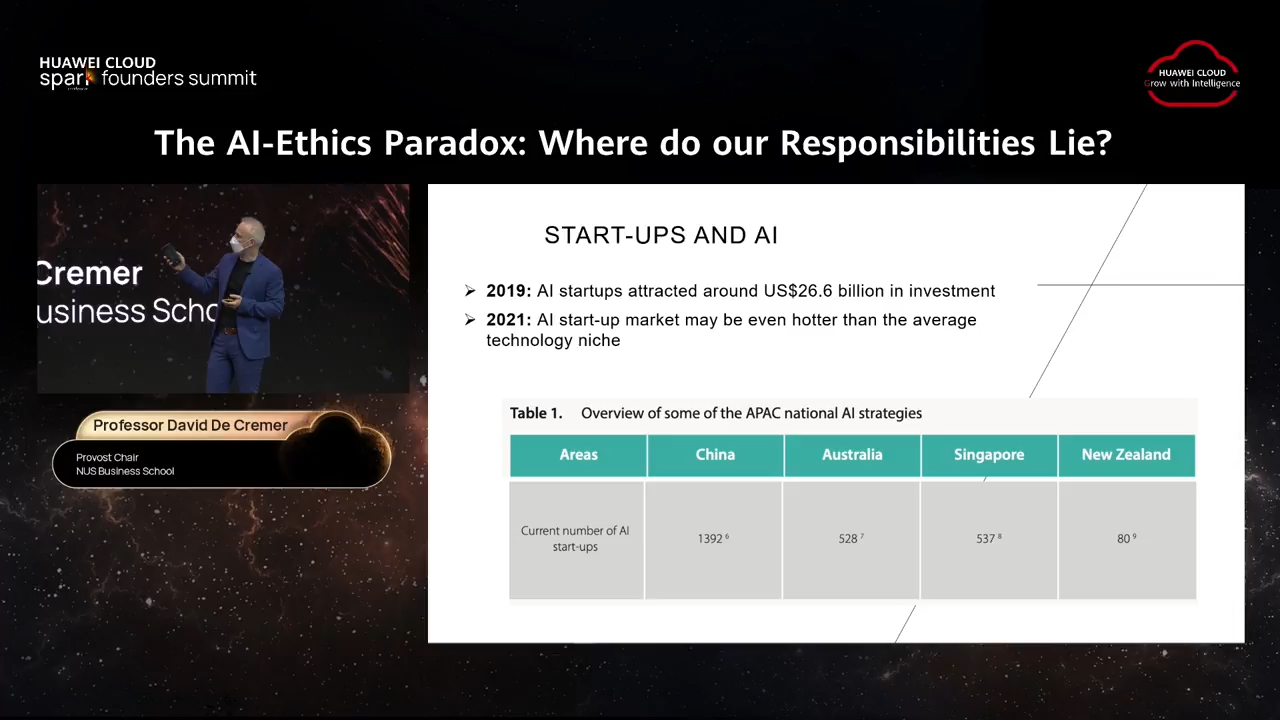 HUAWEI CLOUD
spark founders summit
HUAWEI CLOUD
Grow with Intelligence
The AI-Ethics Paradox: Where do our Responsibilities Lie?
Cremer
usiness Scho
Professor David De Cremer
Provost Chair
NUS Business School
START-UPS AND AI
➢ 2019: AI startups attracted around US$26.6 billion in investment
➢ 2021: AI start-up market may be even hotter than the average
technology niche
Table 1. Overview of some of the APAC national AI strategies
Areas China Australia Singapore New Zealand
Current number of AI
start-ups 1392 ⁶ 528 ⁷ 537 ⁸ 80 ⁹